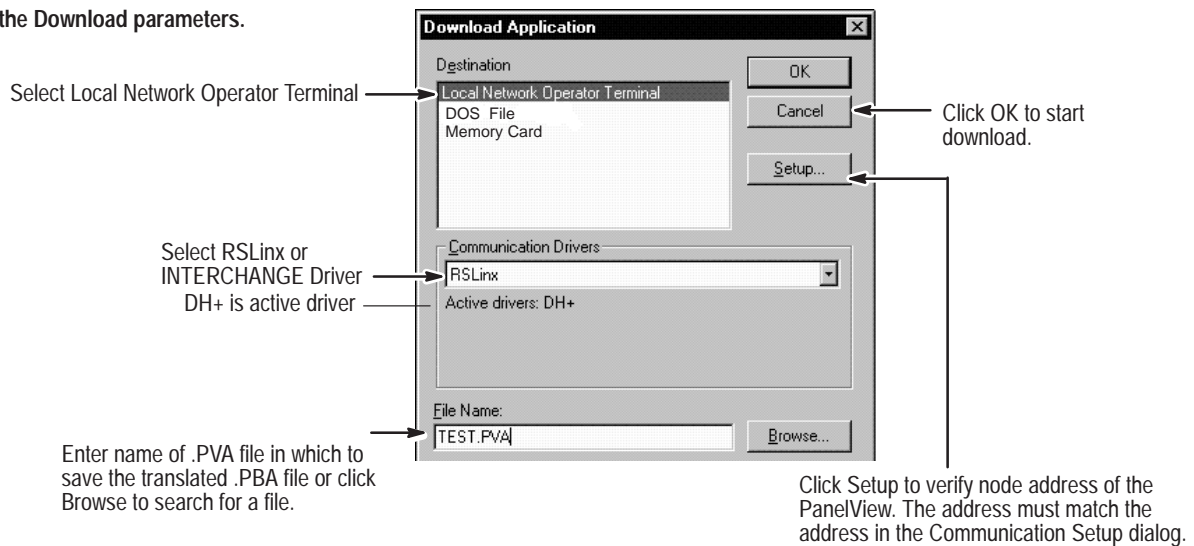 the Download parameters.
Download Application
Destination
OK
Select Local Network Operator Terminal
Local Network Operator Terminal
DOS File
Memory Card
Cancel
Click OK to start
download.
Setup...
Communication Drivers
Select RSLinx or
INTERCHANGE Driver
RSLinx
DH+ is active driver
Active drivers: DH+
File Name:
TEST.PVA
Browse...
Enter name of .PVA file in which to
save the translated .PBA file or click
Browse to search for a file.
Click Setup to verify node address of the
PanelView. The address must match the
address in the Communication Setup dialog.